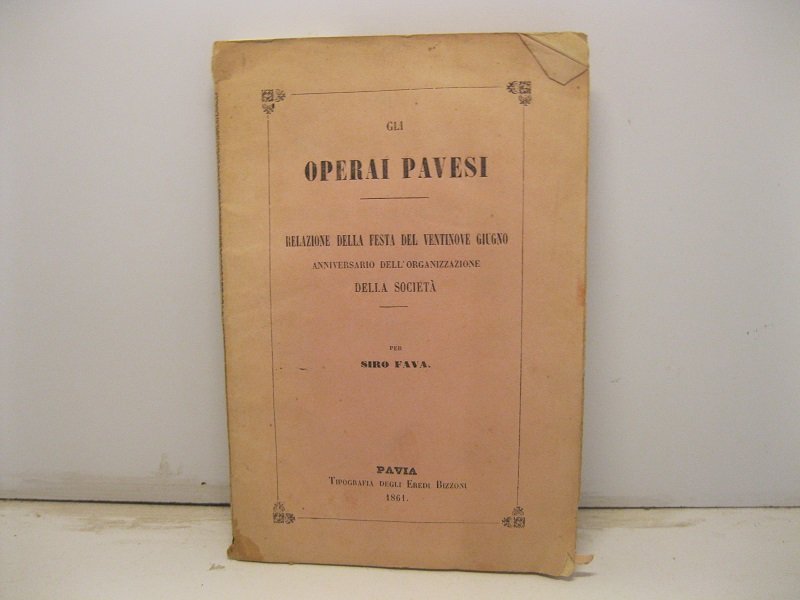 GLI
OPERAI PAVESI
RELAZIONE DELLA FESTA DEL VENTINOVE GIUGNO
ANNIVERSARIO DELL'ORGANIZZAZIONE
DELLA SOCIETÀ
PER
SIRO FAVA.
PAVIA
TIPOGRAFIA DEGLI EREDI BIZZONI
1861.